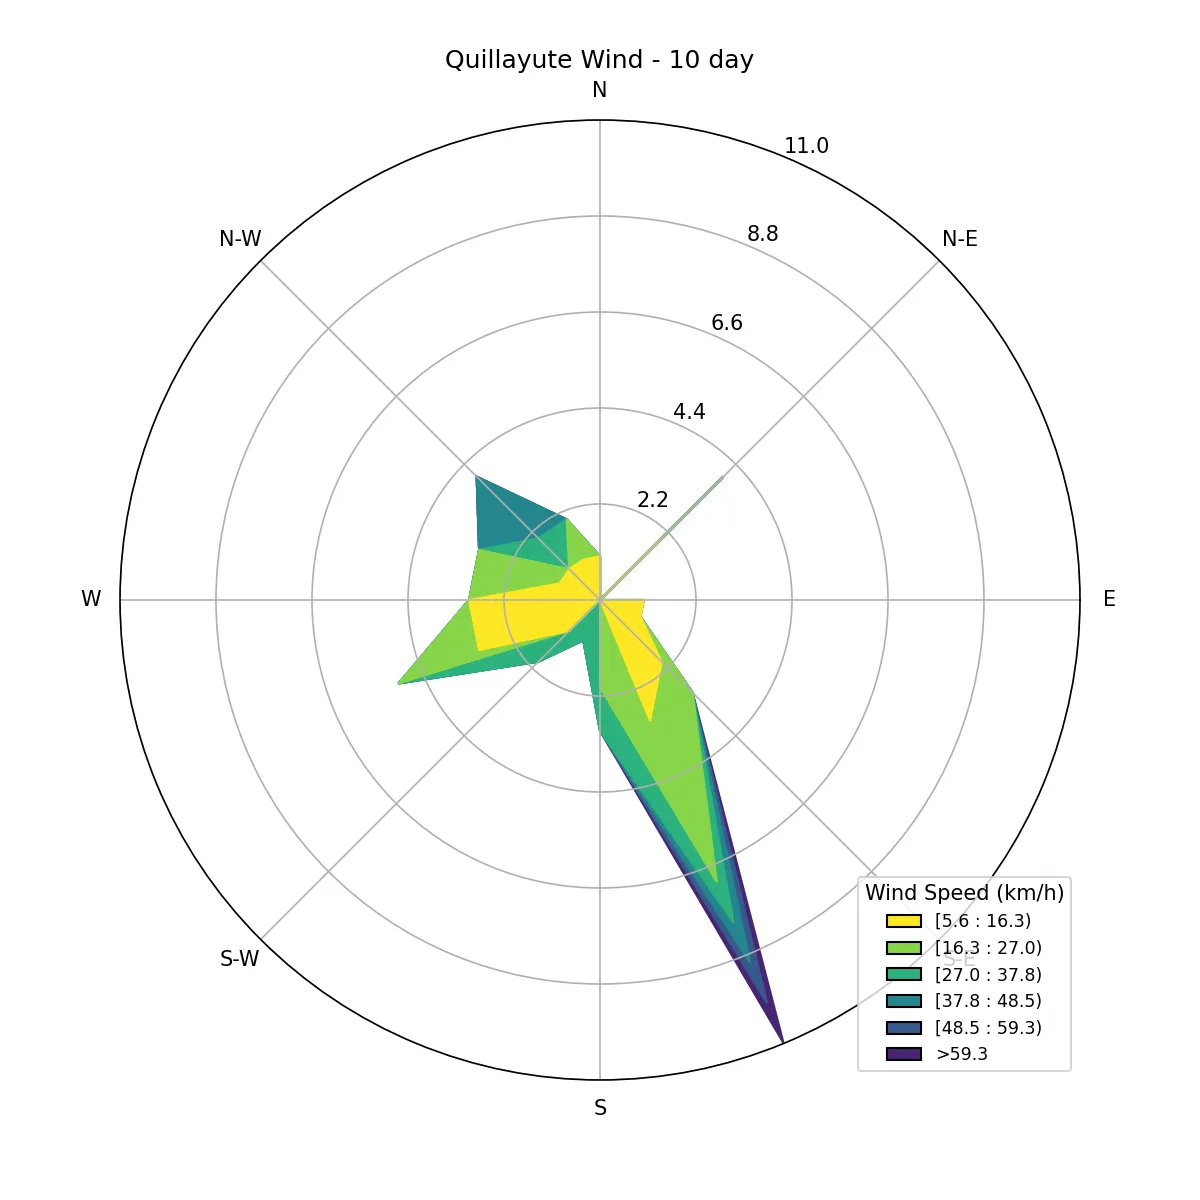 Quillayute Wind - 10 day
N
11.0
N-W
8.8
N-E
6.6
4.4
2.2
W
E
Wind Speed (km/h)
[5.6 : 16.3)
[16.3 : 27.0)
S-W
S-E
[27.0 : 37.8)
[37.8 : 48.5)
[48.5 : 59.3)
>59.3
S